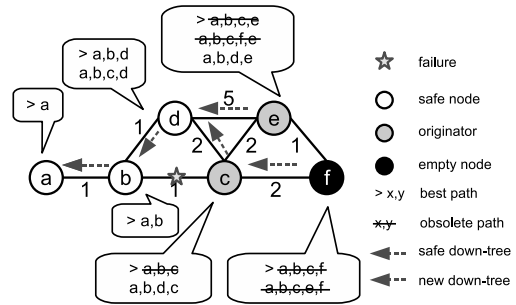 > a,b,c,e
a,b,c,f,e
a,b,d,e
> a,b,d
a,b,c,d
> a
1
d
5
e
2
2
1
a
1
b
1
c
2
f
> a,b
> a,b,c
a,b,d,c
> a,b,c,f
a,b,c,e,f
failure
safe node
originator
empty node
> x,y best path
x,y obsolete path
safe down-tree
new down-tree